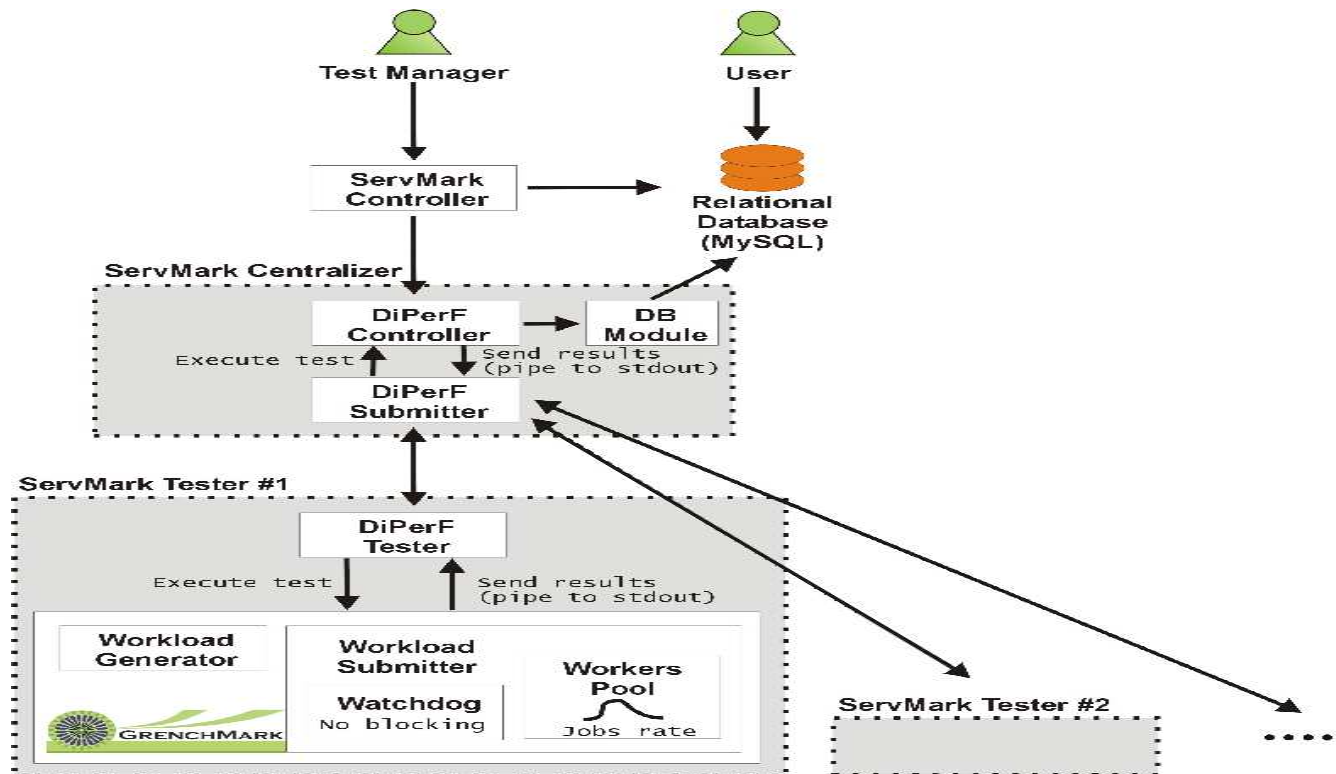 Test Manager
User
ServMark
Controller
Relational
Database
(MySQL)
ServMark Centralizer
DiPerF
Controller
DB
Module
Execute test
Send results
(pipe to stdout)
DiPerF
Submitter
ServMark Tester #1
DiPerF
Tester
Execute test
Send results
(pipe to stdout)
Workload
Generator
GRENCHMARK
Workload
Submitter
Watchdog
No blocking
Workers
Pool
Jobs rate
ServMark Tester #2
....